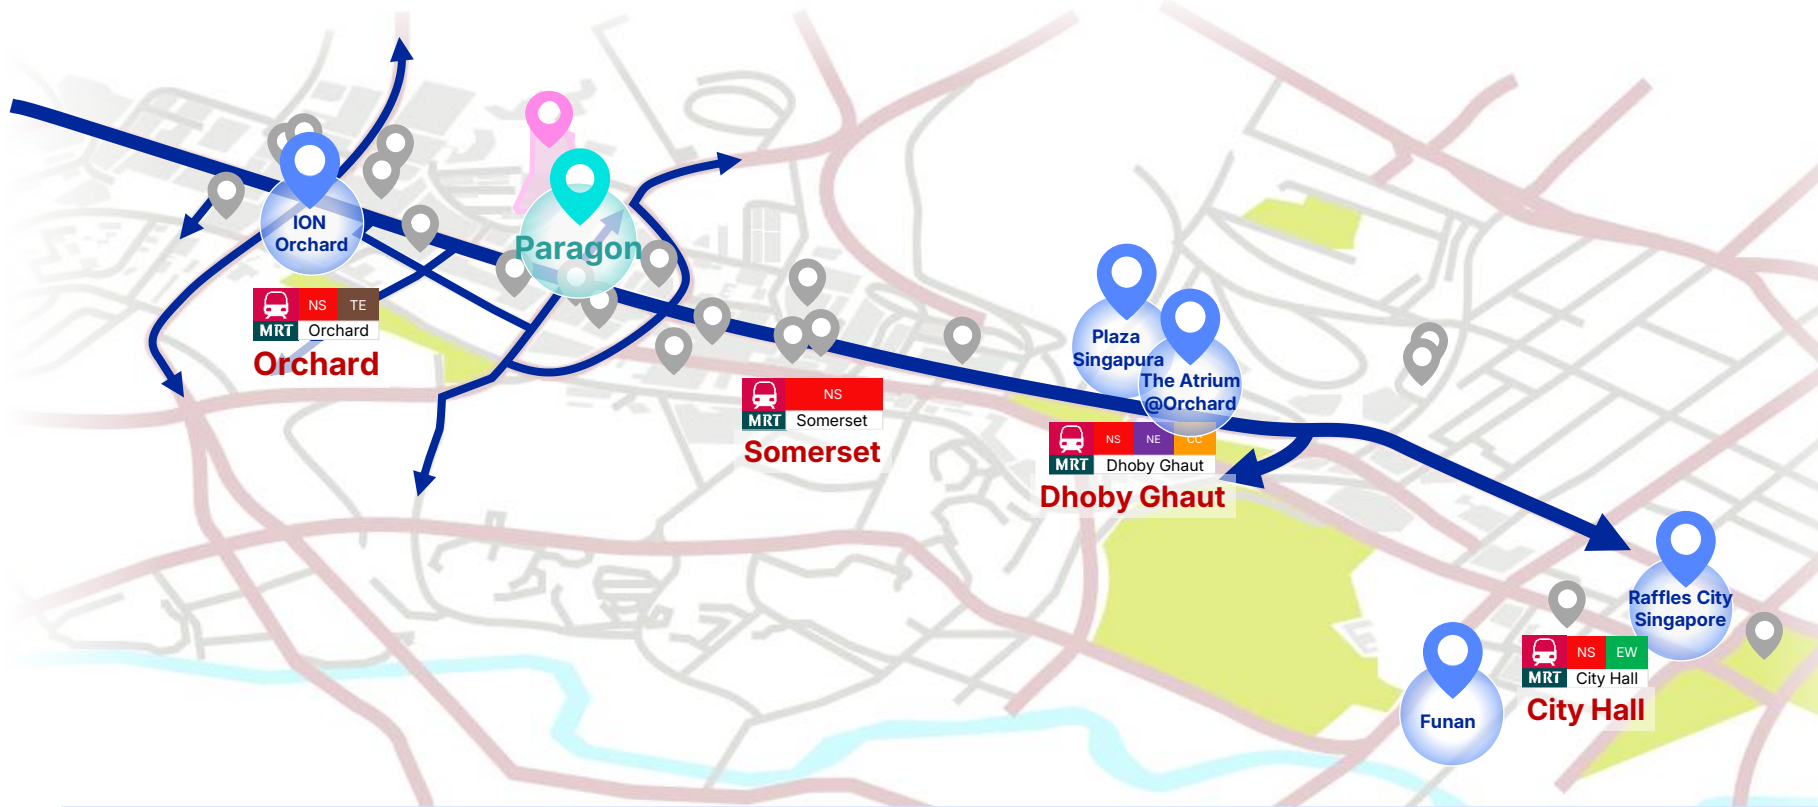 ION
Orchard
Paragon
NS TE
MRT Orchard
Orchard
NS
MRT Somerset
Somerset
Plaza
Singapura
The Atrium
@Orchard
NS NE CC
MRT Dhoby Ghaut
Dhoby Ghaut
Raffles City
Singapore
NS EW
MRT City Hall
City Hall
Funan